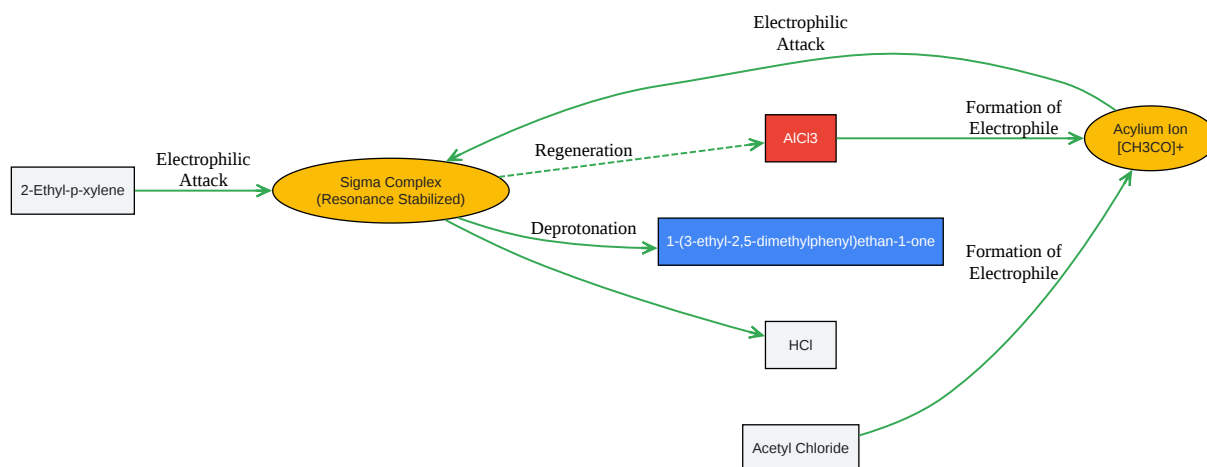 Electrophilic
Attack
Formation of
Electrophile
AlCl3
Acylium Ion
[CH3CO]+
Regeneration
Electrophilic
Attack
2-Ethyl-p-xylene
Sigma Complex
(Resonance Stabilized)
Deprotonation
1-(3-ethyl-2,5-dimethylphenyl)ethan-1-one
Formation of
Electrophile
HCl
Acetyl Chloride